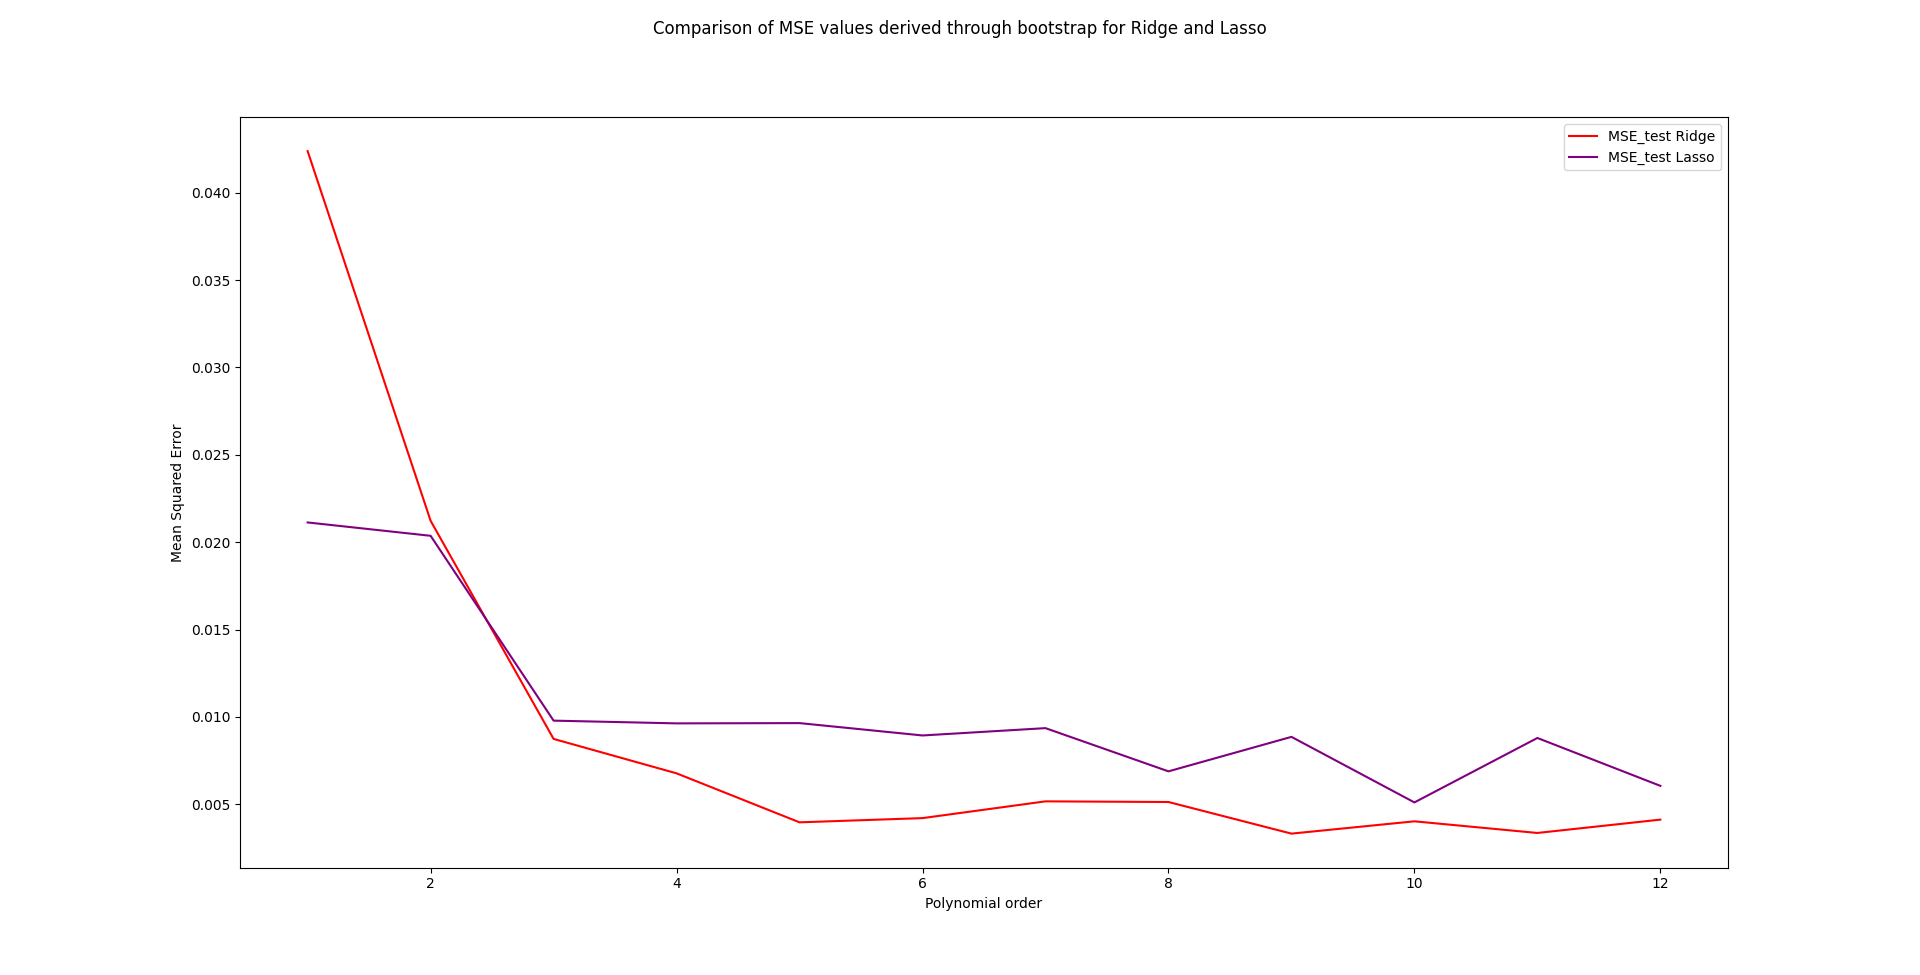 Comparison of MSE values derived through bootstrap for Ridge and Lasso
MSE_test Ridge
MSE_test Lasso
0.040
0.035
0.030
0.025
0.020
0.015
0.010
0.005
Mean Squared Error
2 4 6 8 10 12
Polynomial order